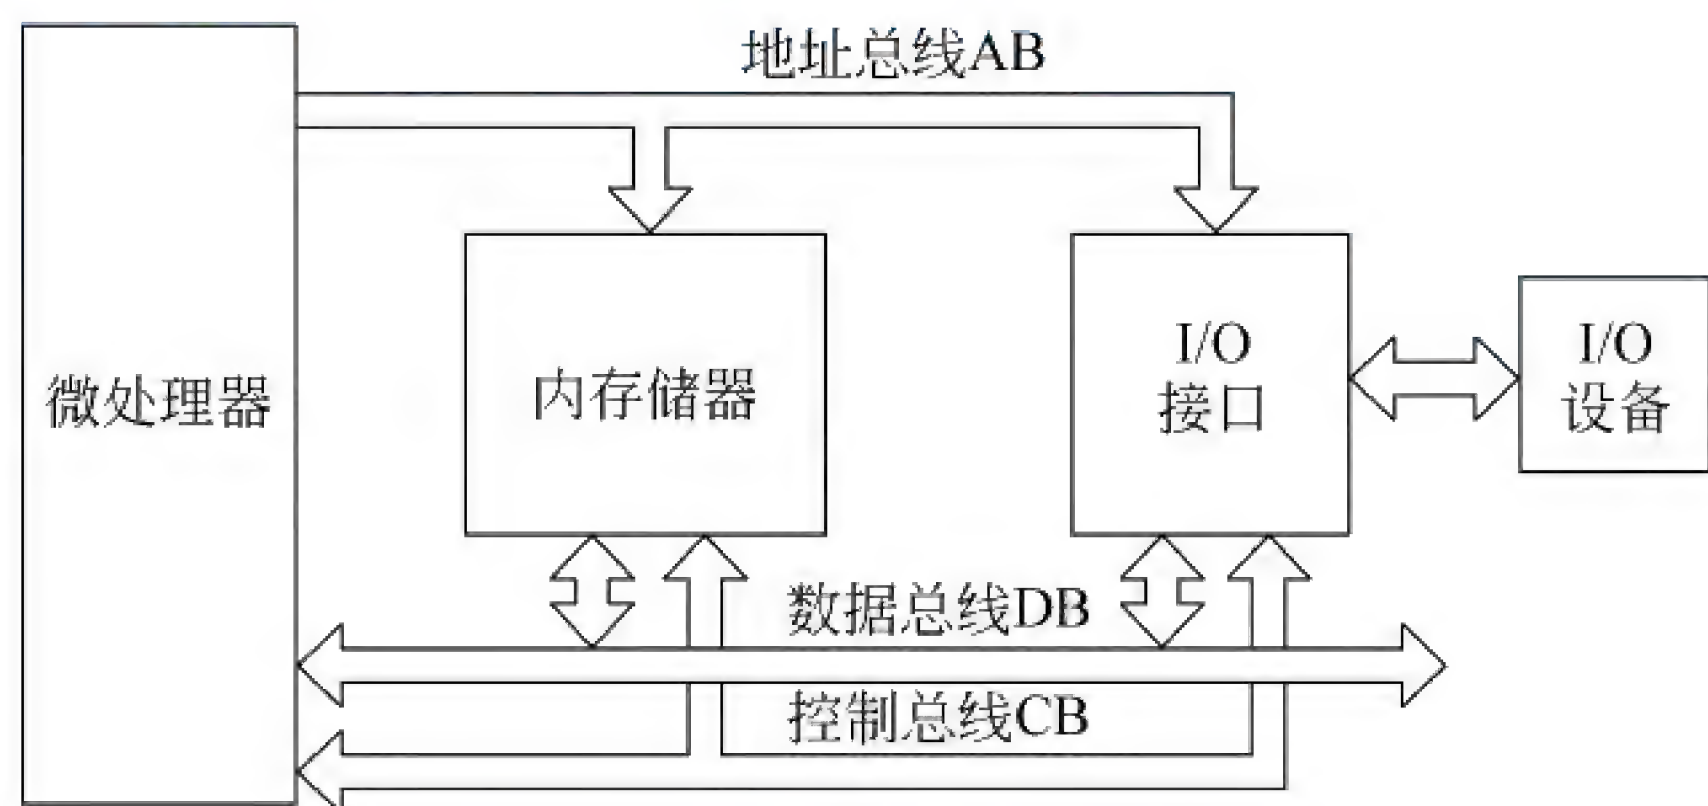 地址总线AB
微处理器
内存储器
I/O
接口
I/O
设备
数据总线DB
控制总线CB